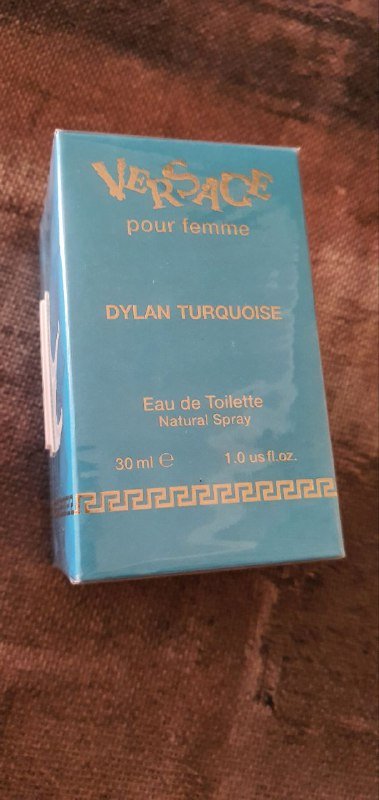 VERSACE
pour femme
DYLAN TURQUOISE
Eau de Toilette
Natural Spray
30 ml ℮ 1.0 us fl.oz.